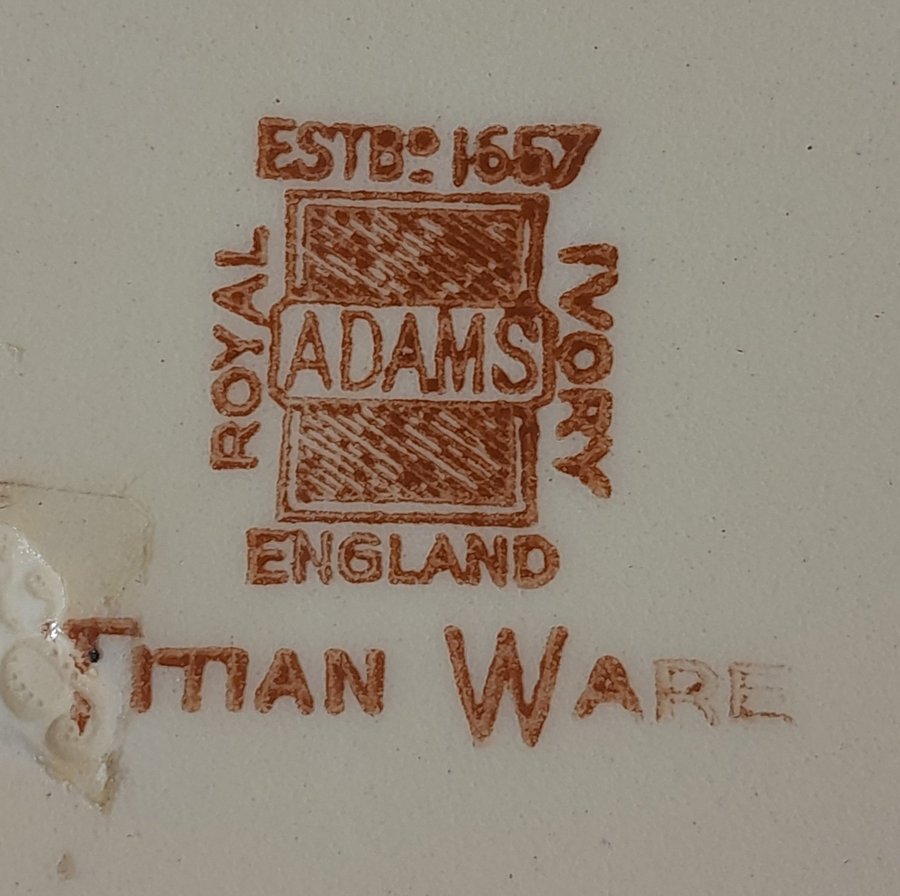 ESTBD 1657
ROYAL
ADAMS
IVORY
ENGLAND
TITIAN WARE